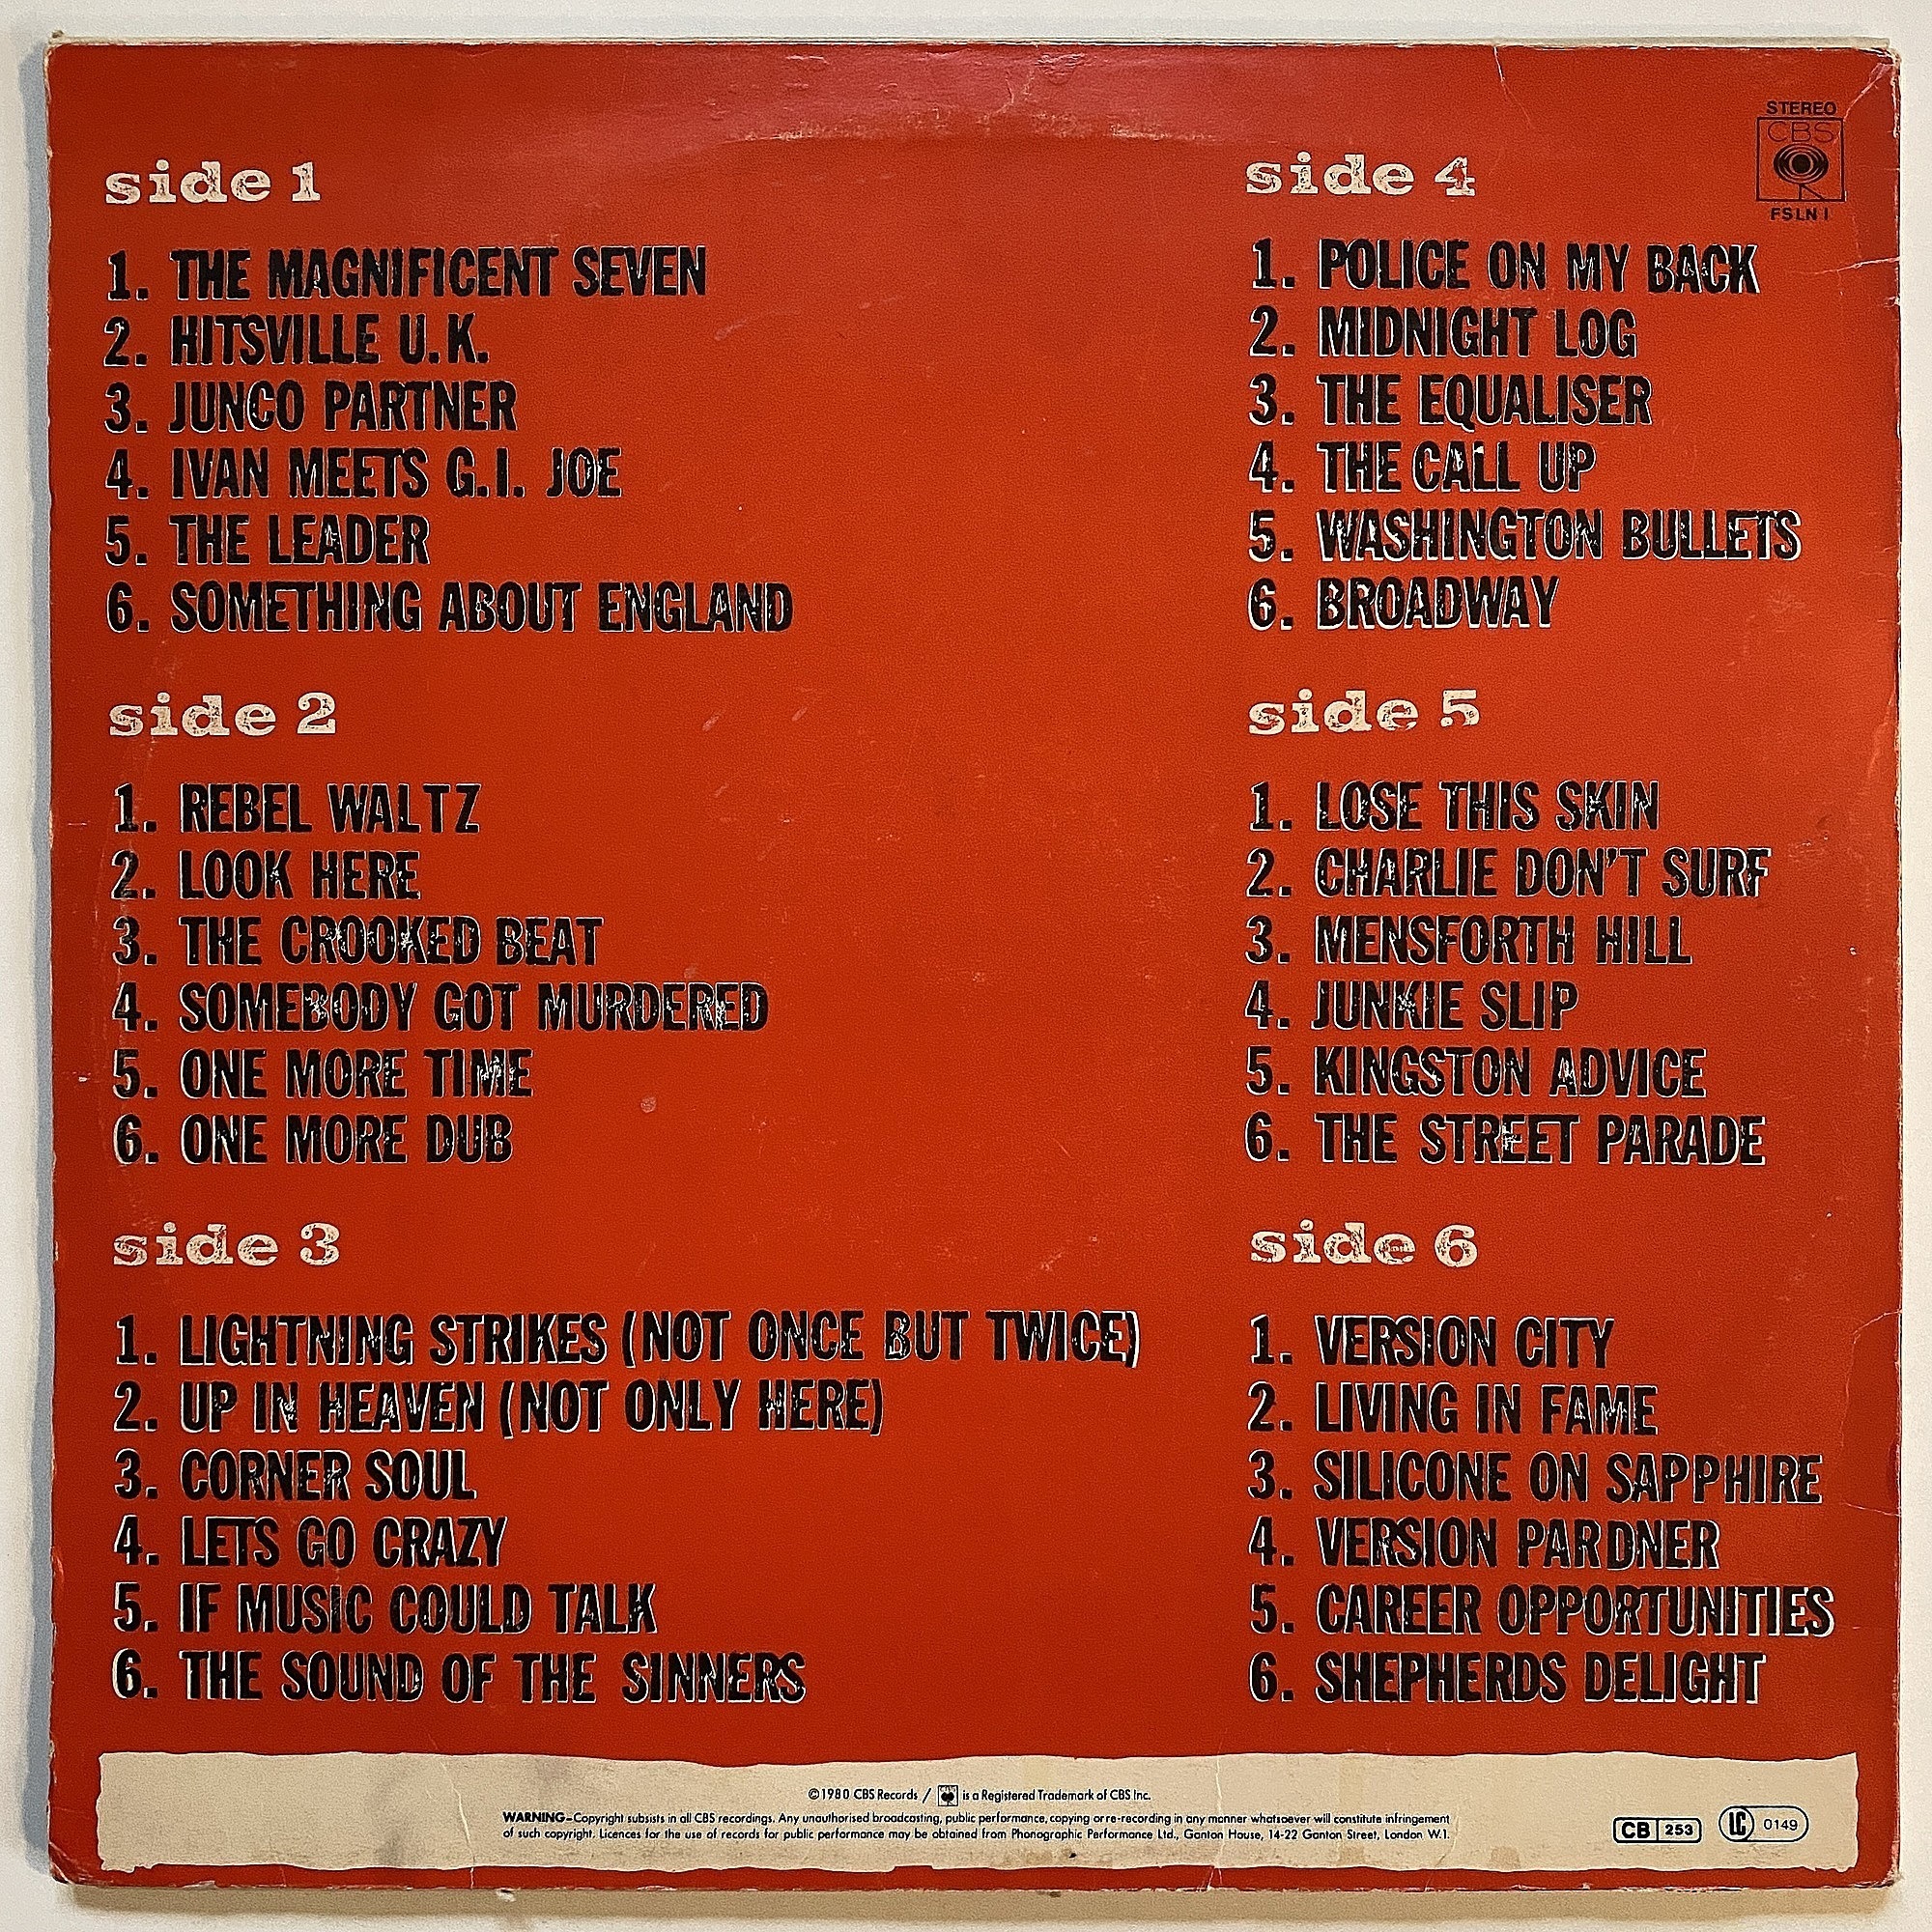 side 1
1. THE MAGNIFICENT SEVEN
2. HITSVILLE U.K.
3. JUNCO PARTNER
4. IVAN MEETS G.I. JOE
5. THE LEADER
6. SOMETHING ABOUT ENGLAND
side 2
1. REBEL WALTZ
2. LOOK HERE
3. THE CROOKED BEAT
4. SOMEBODY GOT MURDERED
5. ONE MORE TIME
6. ONE MORE DUB
side 3
1. LIGHTNING STRIKES (NOT ONCE BUT TWICE)
2. UP IN HEAVEN (NOT ONLY HERE)
3. CORNER SOUL
4. LETS GO CRAZY
5. IF MUSIC COULD TALK
6. THE SOUND OF THE SINNERS
STEREO
CBS
FSLN 1
side 4
1. POLICE ON MY BACK
2. MIDNIGHT LOG
3. THE EQUALISER
4. THE CALL UP
5. WASHINGTON BULLETS
6. BROADWAY
side 5
1. LOSE THIS SKIN
2. CHARLIE DON'T SURF
3. MENSFORTH HILL
4. JUNKIE SLIP
5. KINGSTON ADVICE
6. THE STREET PARADE
side 6
1. VERSION CITY
2. LIVING IN FAME
3. SILICONE ON SAPPHIRE
4. VERSION PARDNER
5. CAREER OPPORTUNITIES
6. SHEPHERDS DELIGHT
©1980 CBS Records / CBS is a Registered Trademark of CBS Inc.
WARNING–Copyright subsists in all CBS recordings. Any unauthorised broadcasting, public performance, copying or re-recording in any manner whatsoever will constitute infringement
of such copyright. Licences for the use of records for public performance may be obtained from Phonographic Performance Ltd., Ganton House, 14-22 Ganton Street, London W.1.
CB 253
LC 0149